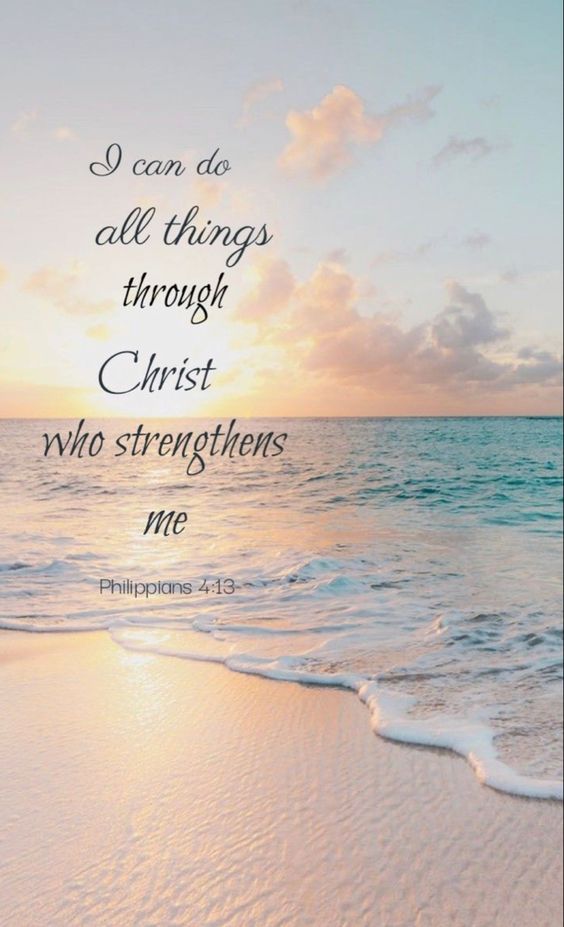 I can do
all things
through
Christ
who strengthens
me
Philippians 4:13